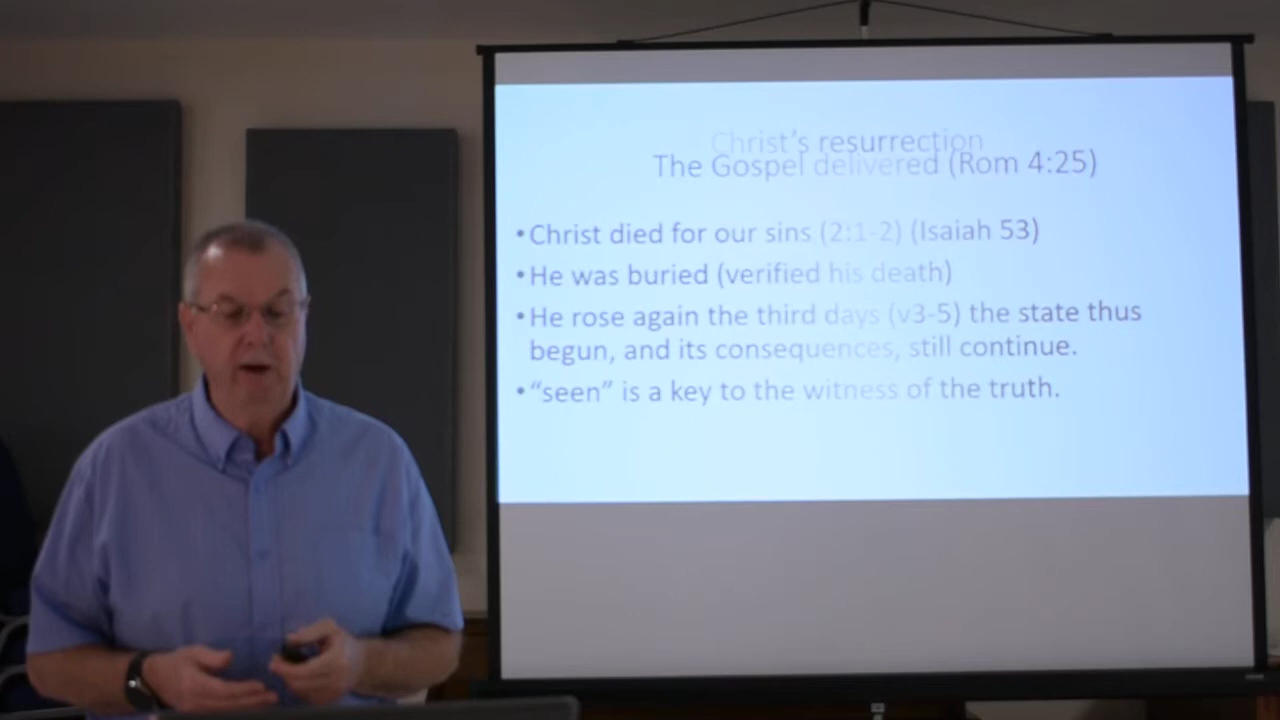 Christ's resurrection
The Gospel delivered (Rom 4:25)
•Christ died for our sins (2:1-2) (Isaiah 53)
•He was buried (verified his death)
•He rose again the third days (v3-5) the state thus
begun, and its consequences, still continue.
•“seen” is a key to the witness of the truth.